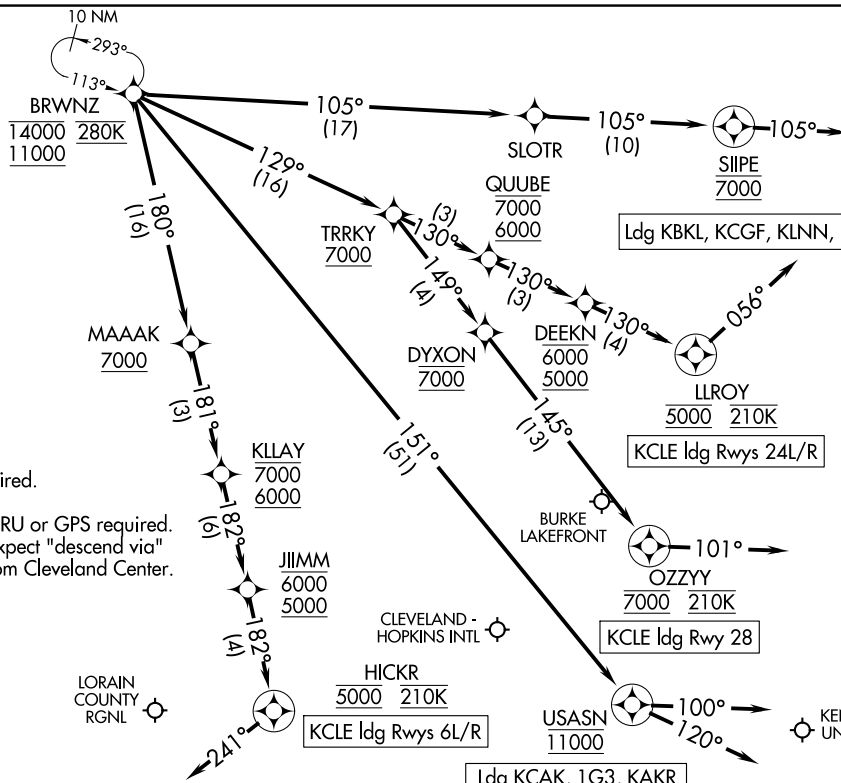 10 NM
293°
113°
BRWNZ
14000 280K
11000
105°
(17)
SLOTR
105°
(10)
SIIPE
7000
105°
Ldg KBKL, KCGF, KLNN,
129°
(16)
TRRKY
7000
(3)
130°
QUUBE
7000
6000
130°
(3)
DEEKN
6000
5000
130°
(4)
LLROY
5000 210K
056°
KCLE ldg Rwys 24L/R
149°
(4)
DYXON
7000
145°
(13)
BURKE
LAKEFRONT
OZZYY
7000 210K
101°
KCLE ldg Rwy 28
180°
(16)
MAAAK
7000
181°
(3)
KLLAY
7000
6000
182°
(6)
JIIMM
6000
5000
182°
(4)
HICKR
5000 210K
KCLE ldg Rwys 6L/R
241°
151°
(51)
USASN
11000
100°
120°
Ldg KCAK, 1G3, KAKR
CLEVELAND -
HOPKINS INTL
LORAIN
COUNTY
RGNL
ired.
RU or GPS required.
xpect "descend via"
om Cleveland Center.